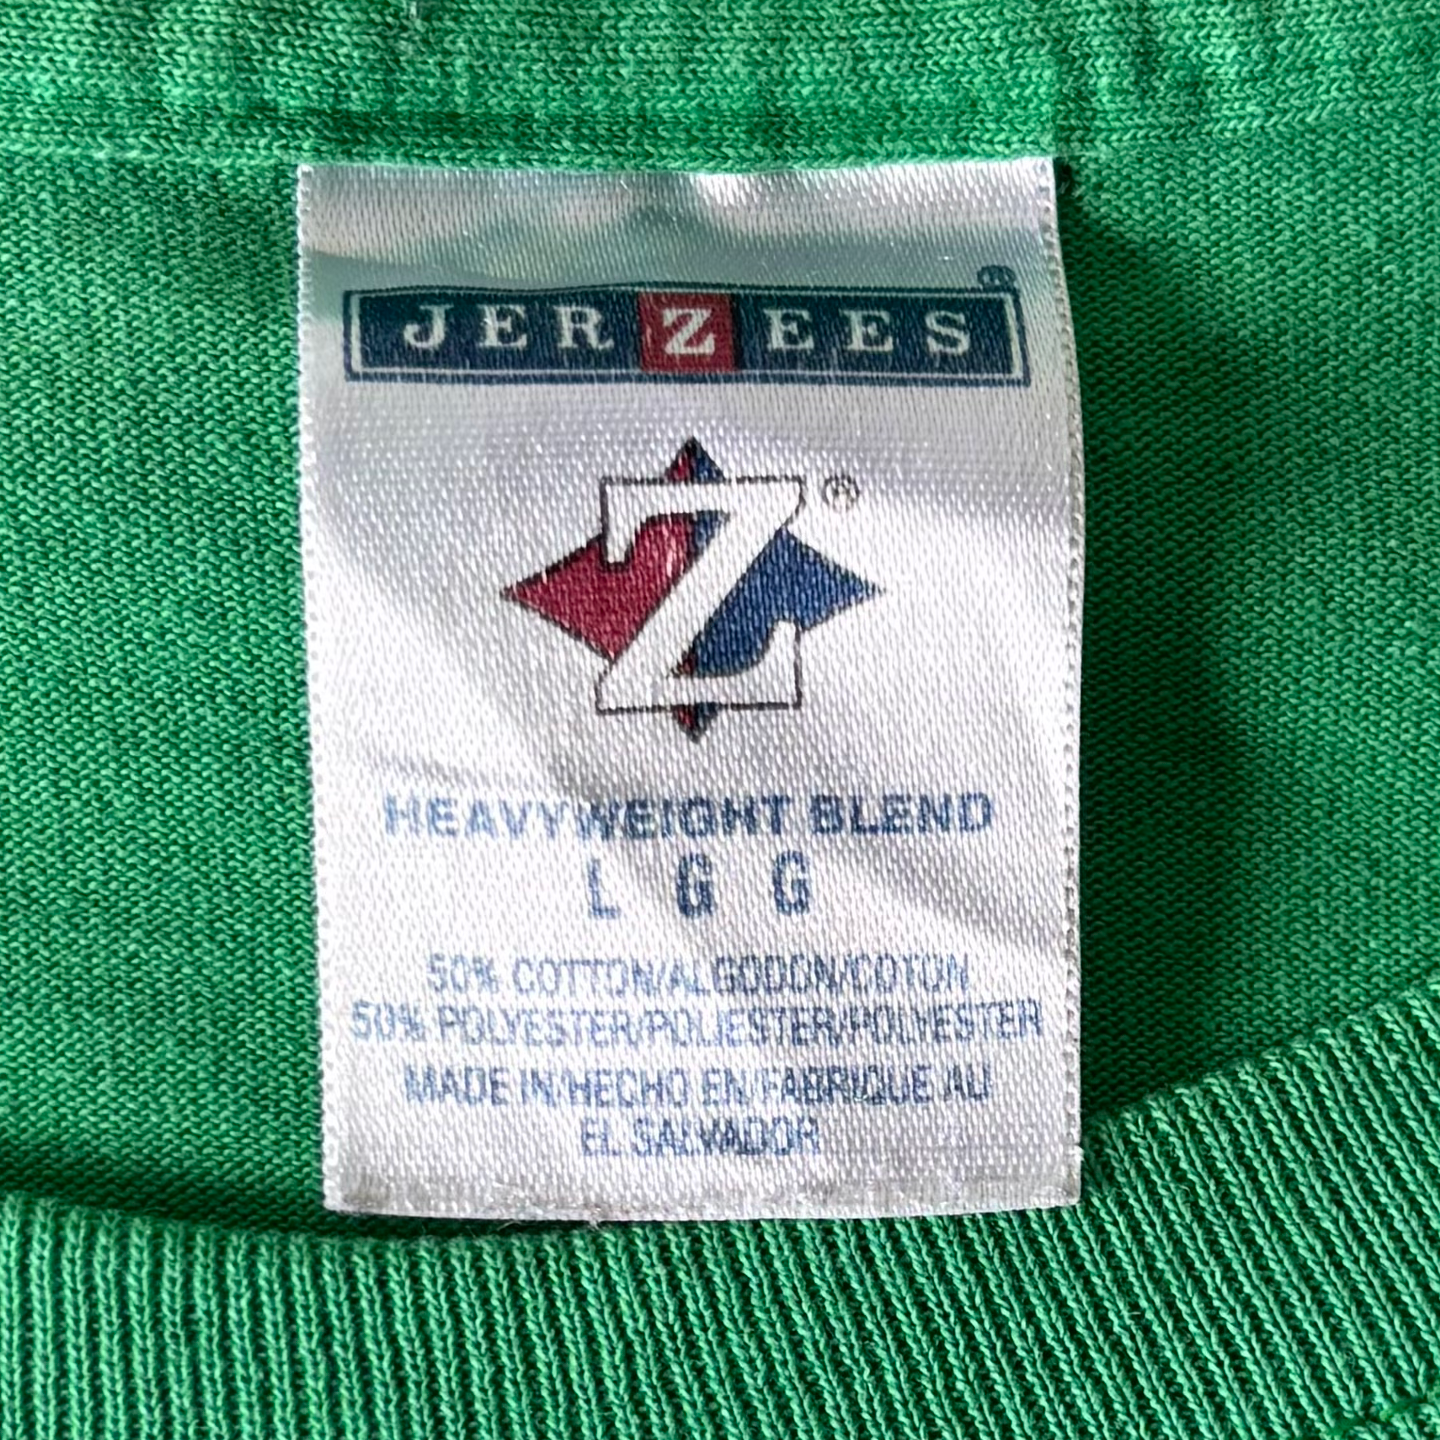 JERZEES®
Z®
HEAVYWEIGHT BLEND
L G G
50% COTTON/ALGODON/COTON
50% POLYESTER/POLIESTER/POLYESTER
MADE IN/HECHO EN/FABRIQUE AU
EL SALVADOR